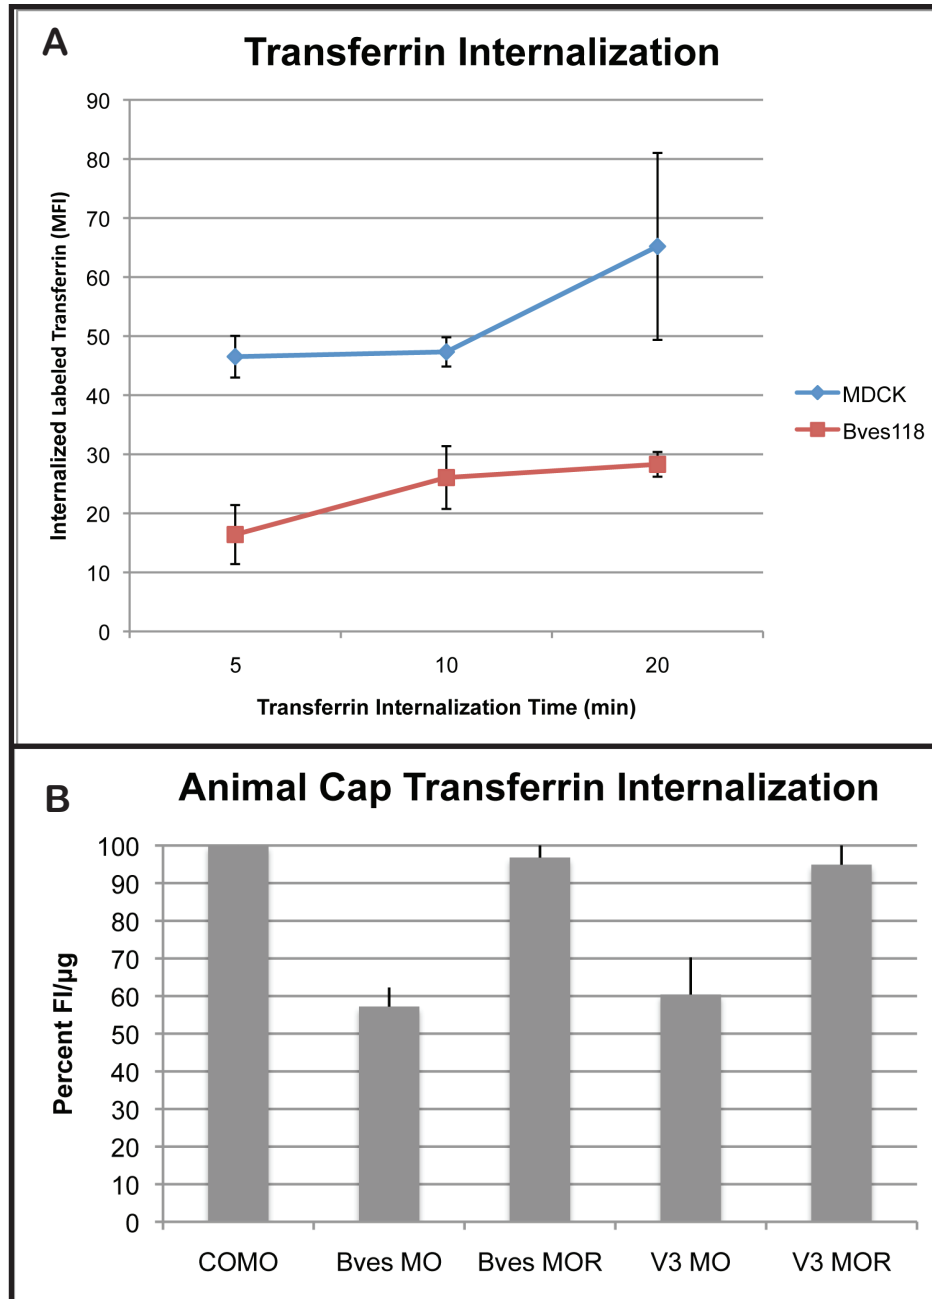 A
Transferrin Internalization
Internalized Labeled Transferrin (MFI)
90
80
70
60
50
40
30
20
10
0
5 10 20
Transferrin Internalization Time (min)
MDCK
Bves118
B
Animal Cap Transferrin Internalization
Percent FI/µg
100
90
80
70
60
50
40
30
20
10
0
COMO Bves MO Bves MOR V3 MO V3 MOR